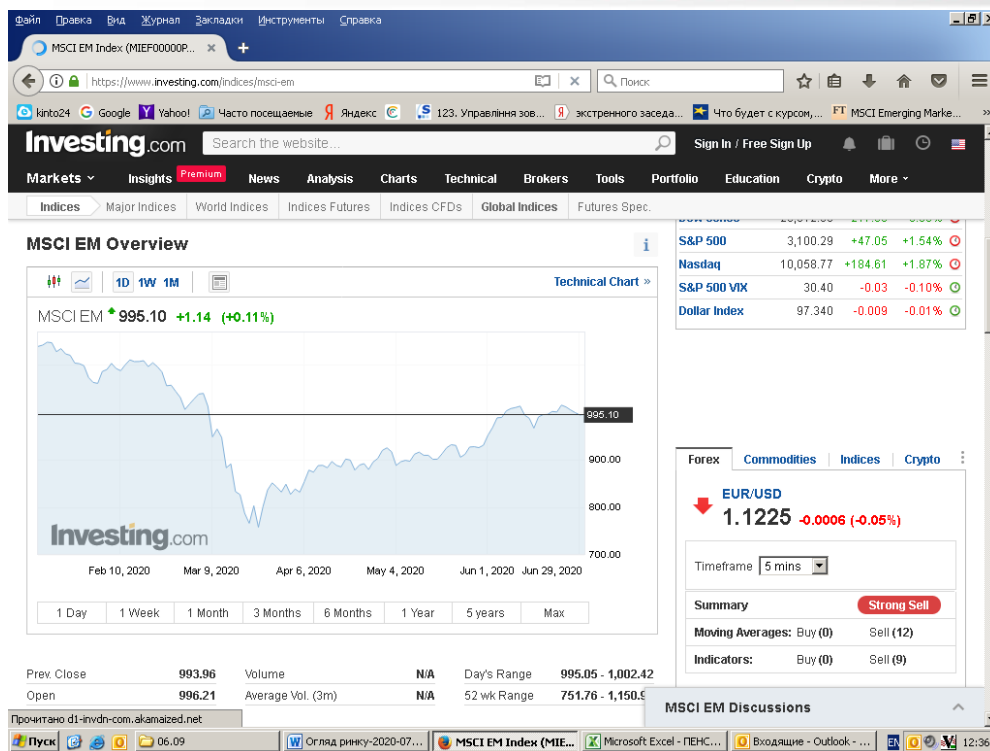 Файл Правка Вид Журнал Закладки Инструменты Справка
MSCI EM Index (MIEF00000P...
https://www.investing.com/indices/msci-em
Поиск
kinto24 Google Yahoo! Часто посещаемые Яндекс 123. Управління зов... экстренного заседа... Что будет с курсом,... MSCI Emerging Marke...
Investing.com Search the website... Sign In / Free Sign Up
Markets Insights Premium News Analysis Charts Technical Brokers Tools Portfolio Education Crypto More
Indices Major Indices World Indices Indices Futures Indices CFDs Global Indices Futures Spec.
MSCI EM Overview
1D 1W 1M Technical Chart »
MSCI EM 995.10 +1.14 (+0.11%)
995.10
900.00
800.00
700.00
Investing.com
Feb 10, 2020 Mar 9, 2020 Apr 6, 2020 May 4, 2020 Jun 1, 2020 Jun 29, 2020
1 Day 1 Week 1 Month 3 Months 6 Months 1 Year 5 years Max
Prev. Close 993.96 Volume N/A Day's Range 995.05 - 1,002.42
Open 996.21 Average Vol. (3m) N/A 52 wk Range
S&P 500 3,100.29 +47.05 +1.54%
Nasdaq 10,058.77 +184.61 +1.87%
S&P 500 VIX 30.40 -0.03 -0.10%
Dollar Index 97.340 -0.009 -0.01%
Forex Commodities Indices Crypto
EUR/USD
1.1225 -0.0006 (-0.05%)
Timeframe 5 mins
Summary Strong Sell
Moving Averages: Buy (0) Sell (12)
Indicators: Buy (0) Sell (9)
MSCI EM Discussions
Прочитано d1-invdn-com.akamaized.net
Пуск 06.09 Огляд ринку-2020-07... MSCI EM Index (MIE... Microsoft Excel - ПЕНС... Входящие - Outlook - ... EN 12:36